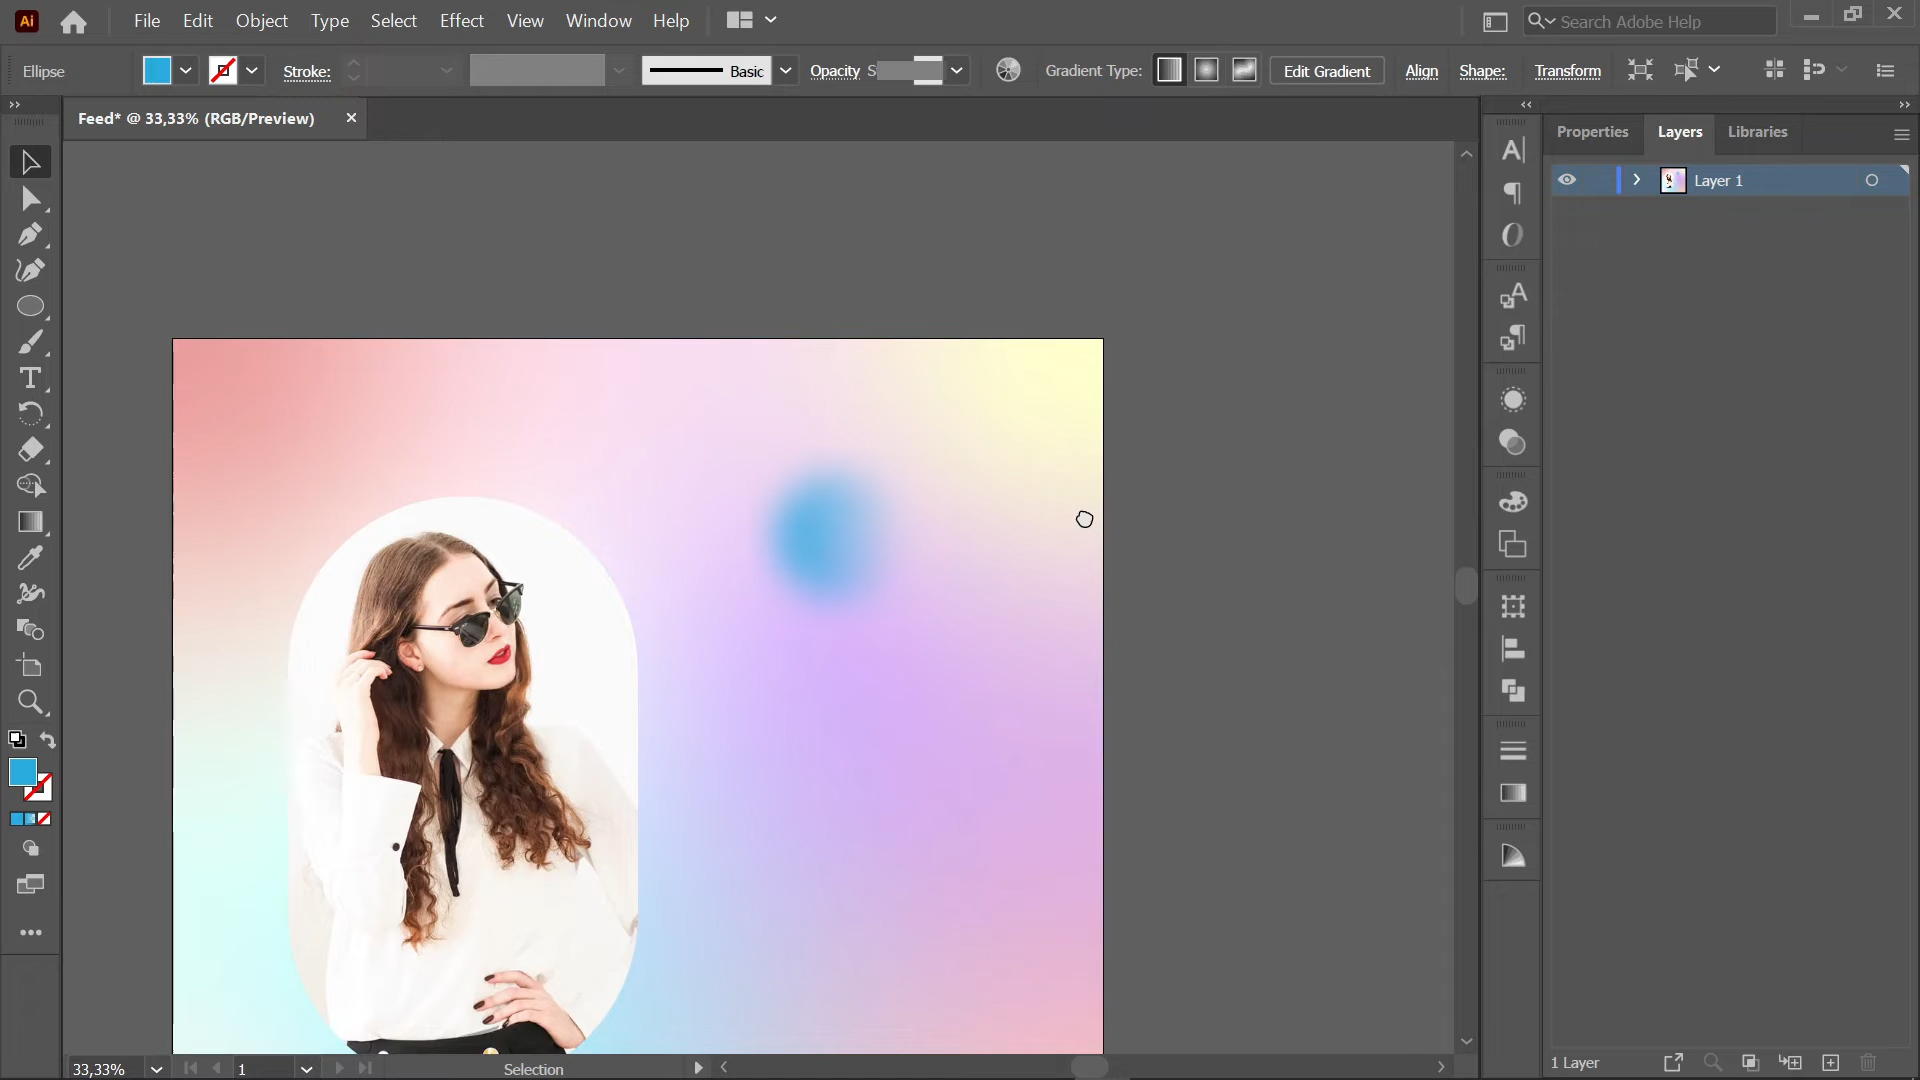 Ai File Edit Object Type Select Effect View Window Help Search Adobe Help
Ellipse Stroke: Basic Opacity Gradient Type: Edit Gradient Align Shape: Transform
Feed* @ 33,33% (RGB/Preview)
Properties Layers Libraries
Layer 1
1 Layer
33,33% 1 Selection